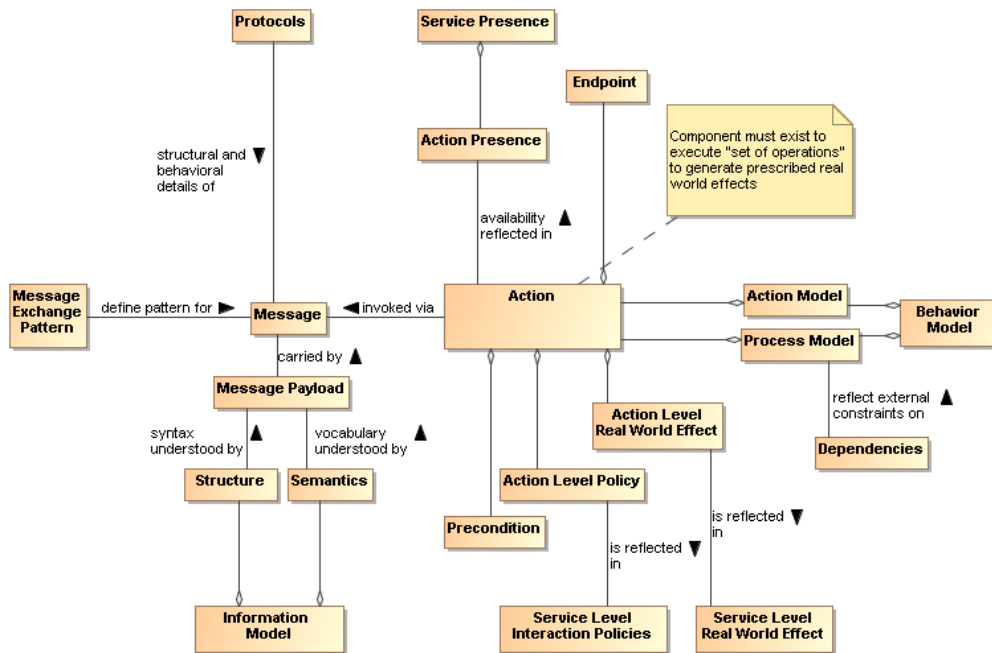 Protocols
Service Presence
Endpoint
Component must exist to
execute "set of operations"
to generate prescribed real
world effects
Action Presence
structural and
behavioral
details of
availability
reflected in
Message
Exchange
Pattern
define pattern for
Message
invoked via
Action
Action Model
Process Model
Behavior
Model
carried by
Message Payload
reflect external
constraints on
Action Level
Real World Effect
syntax
understood by
vocabulary
understood by
Dependencies
Structure
Semantics
Action Level Policy
Precondition
is reflected
in
is reflected
in
Information
Model
Service Level
Interaction Policies
Service Level
Real World Effect